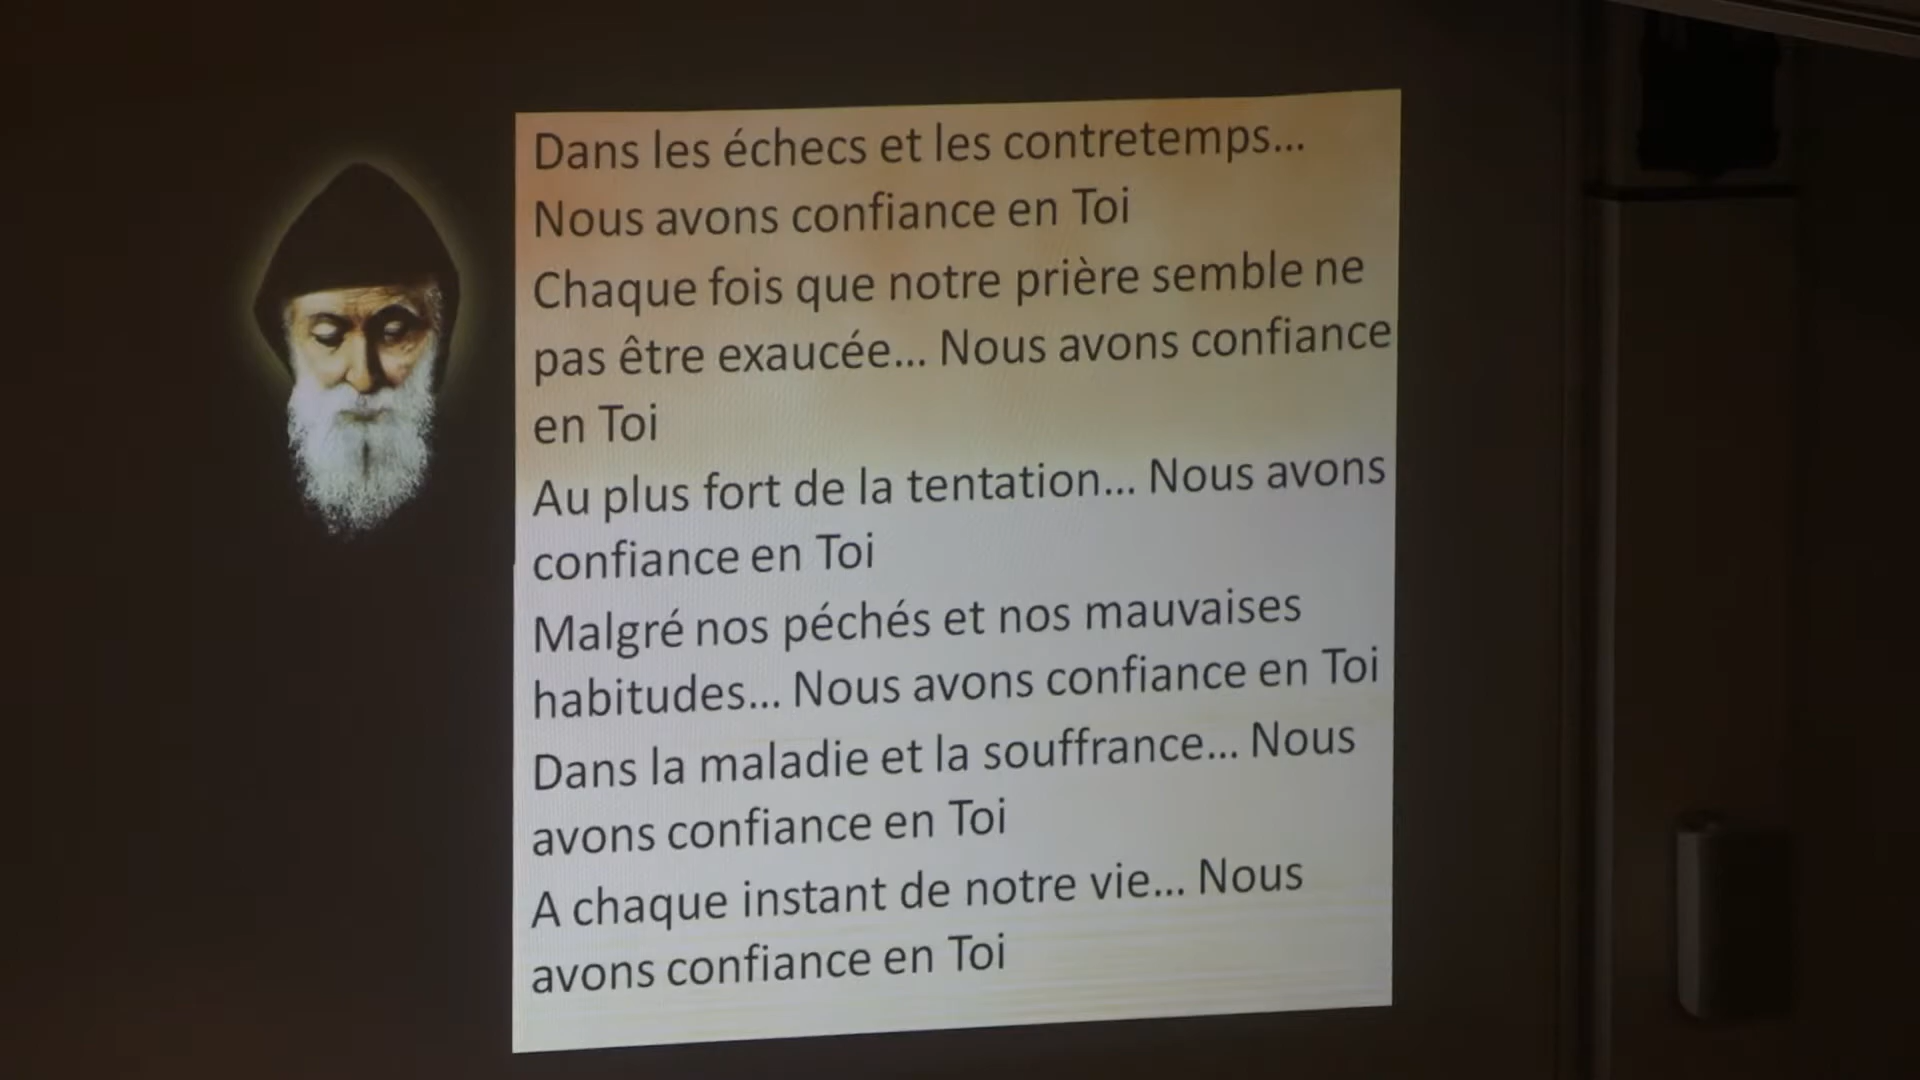 Dans les échecs et les contretemps...
Nous avons confiance en Toi
Chaque fois que notre prière semble ne
pas être exaucée... Nous avons confiance
en Toi
Au plus fort de la tentation... Nous avons
confiance en Toi
Malgré nos péchés et nos mauvaises
habitudes... Nous avons confiance en Toi
Dans la maladie et la souffrance... Nous
avons confiance en Toi
A chaque instant de notre vie... Nous
avons confiance en Toi